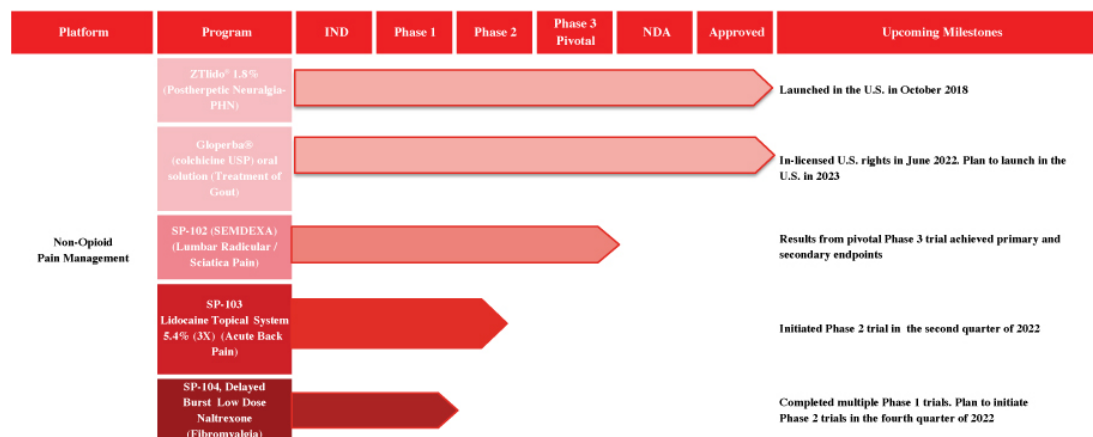 Platform
Program
IND
Phase 1
Phase 2
Phase 3
Pivotal
NDA
Approved
Upcoming Milestones
Non-Opioid
Pain Management
ZTlido® 1.8%
(Postherpetic Neuralgia-
PHN)
Launched in the U.S. in October 2018
Gloperba®
(colchicine USP) oral
solution (Treatment of
Gout)
In-licensed U.S. rights in June 2022. Plan to launch in the
U.S. in 2023
SP-102 (SEMDEXA)
(Lumbar Radicular /
Sciatica Pain)
Results from pivotal Phase 3 trial achieved primary and
secondary endpoints
SP-103
Lidocaine Topical System
5.4% (3X) (Acute Back
Pain)
Initiated Phase 2 trial in the second quarter of 2022
SP-104, Delayed
Burst Low Dose
Naltrexone
(Fibromyalgia)
Completed multiple Phase 1 trials. Plan to initiate
Phase 2 trials in the fourth quarter of 2022